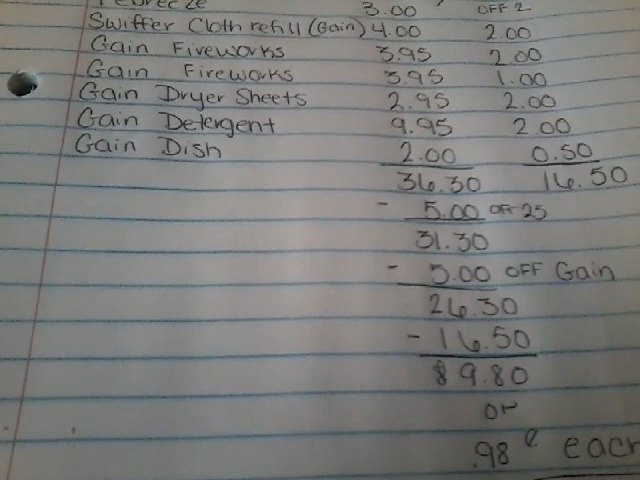 Febreze 3.00 OFF 2
Swiffer Cloth refill (Gain) 4.00 2.00
Gain Fireworks 3.95 2.00
Gain Fireworks 3.95 1.00
Gain Dryer Sheets 2.95 2.00
Gain Detergent 9.95 2.00
Gain Dish 2.00 0.50
36.30 16.50
- 5.00 OFF 25
31.30
- 5.00 OFF Gain
26.30
- 16.50
$9.80
or
.98 ¢ each